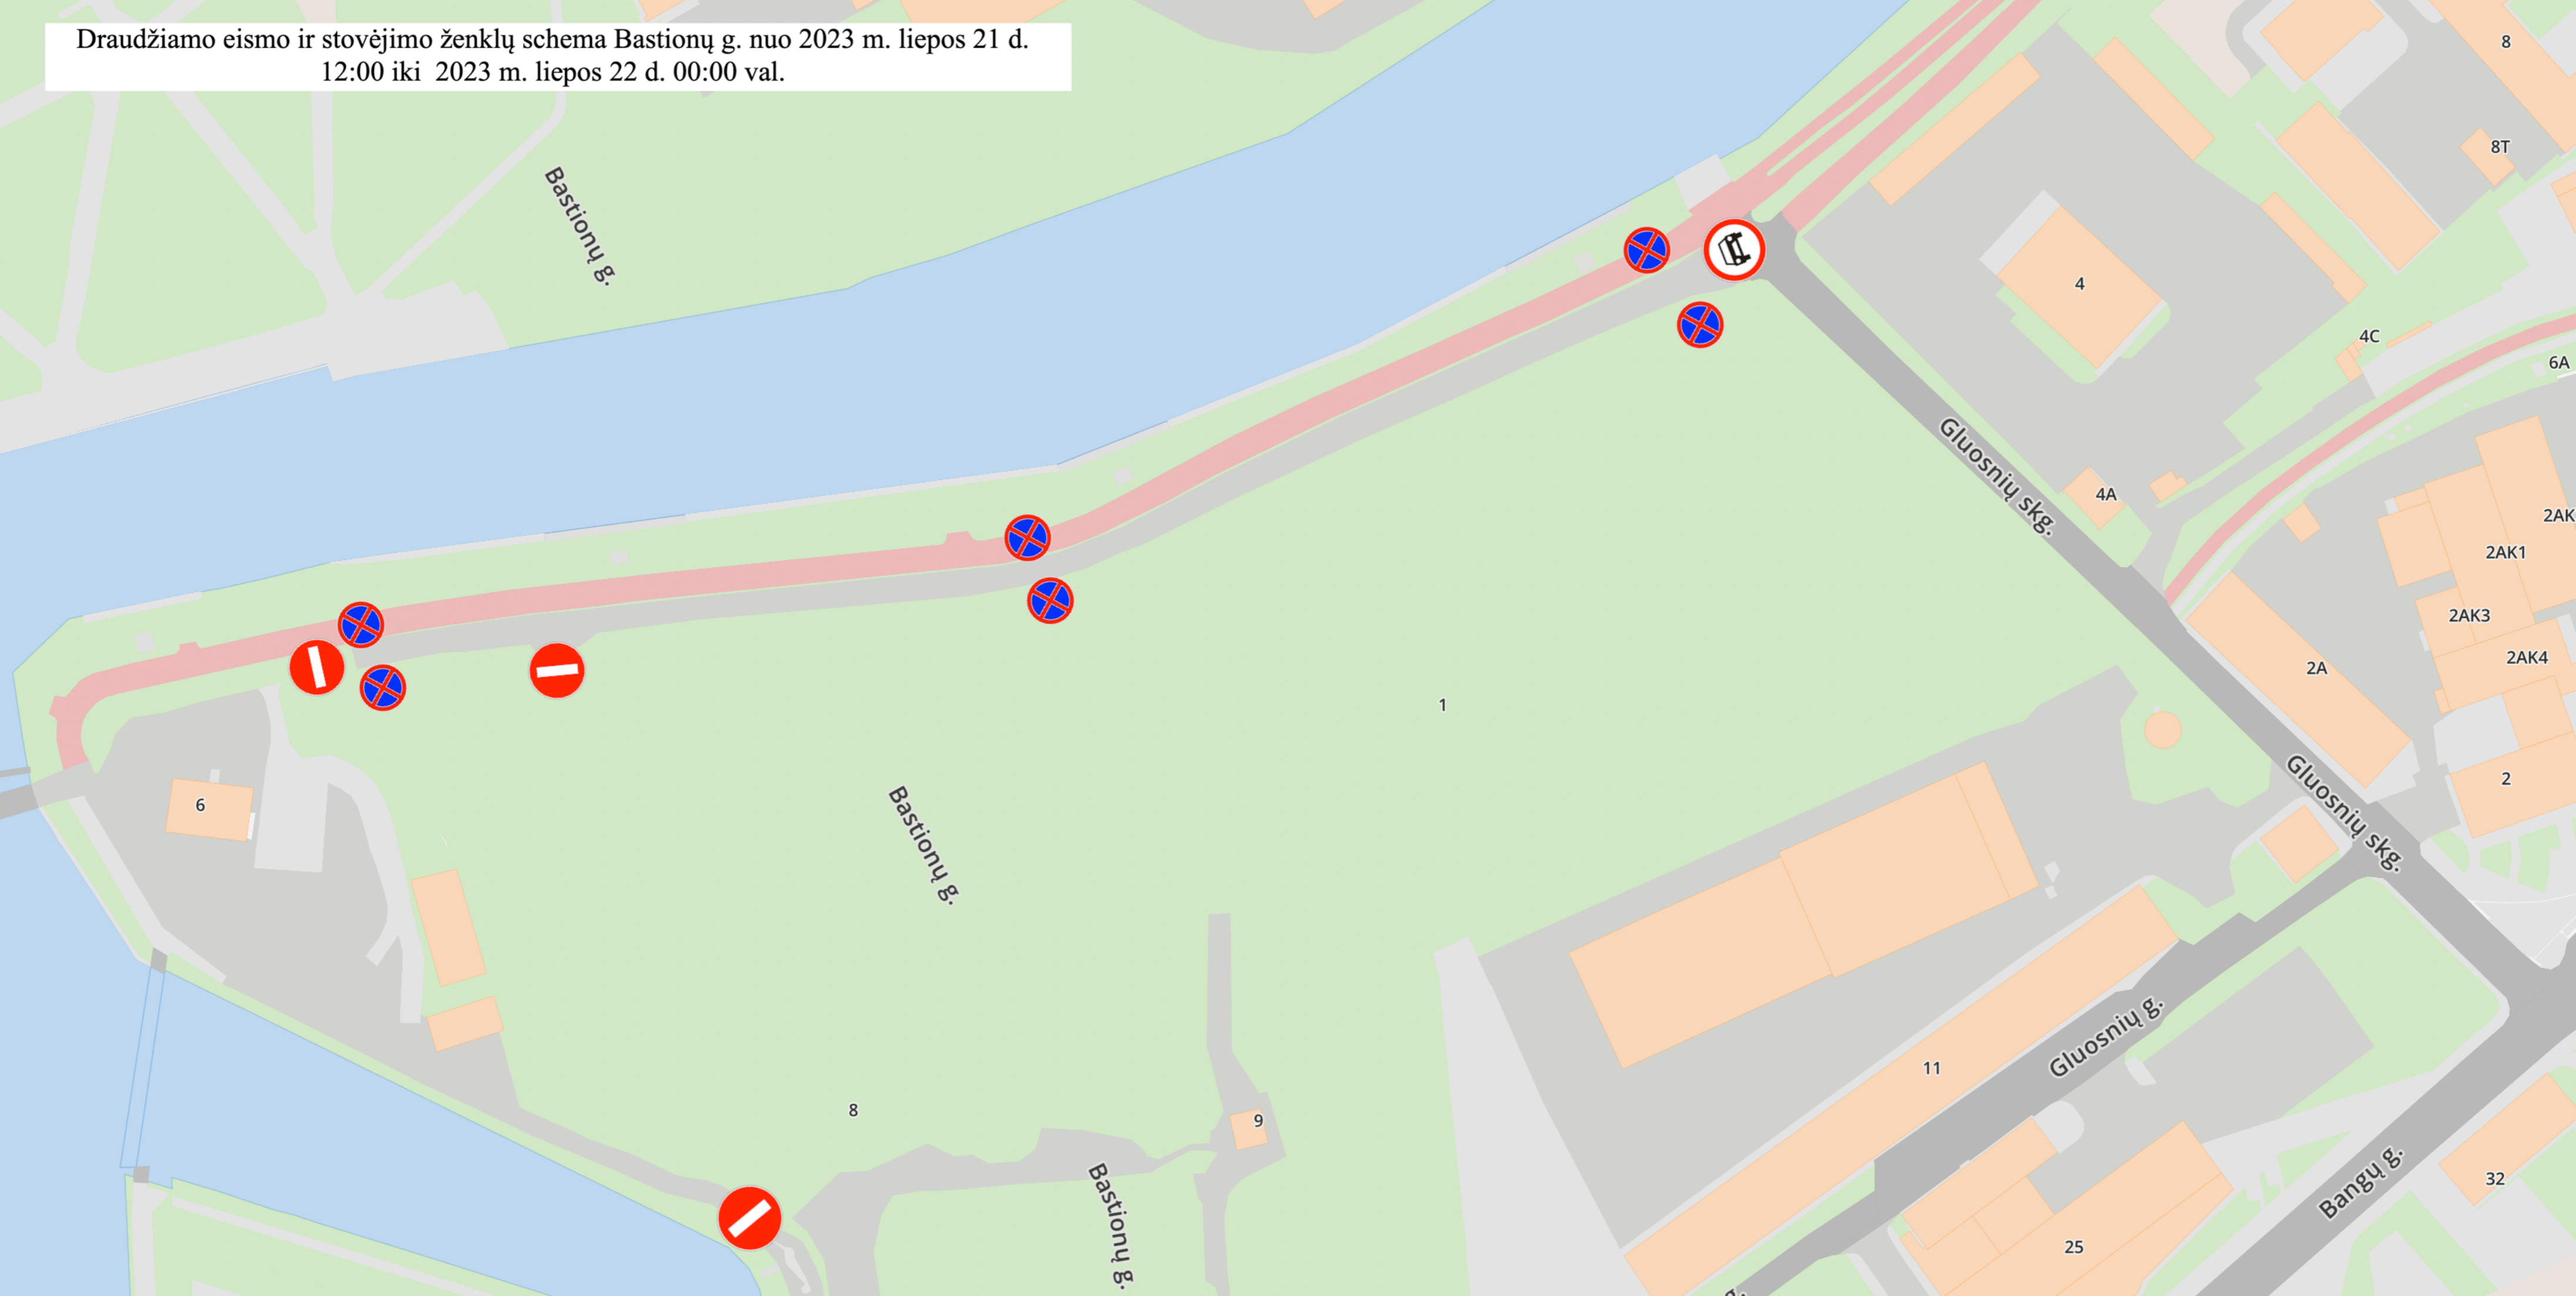 Draudžiamo eismo ir stovėjimo ženklų schema Bastionų g. nuo 2023 m. liepos 21 d.
12:00 iki 2023 m. liepos 22 d. 00:00 val.
8
8T
Bastionų g.
4
4C
6A
Gluosnių skg.
4A
2AK
2AK1
2AK3
2AK4
2A
1
2
Gluosnių skg.
6
Bastionų g.
Gluosnių g.
11
8
9
Bastionų g.
Bangų g.
32
25
g.